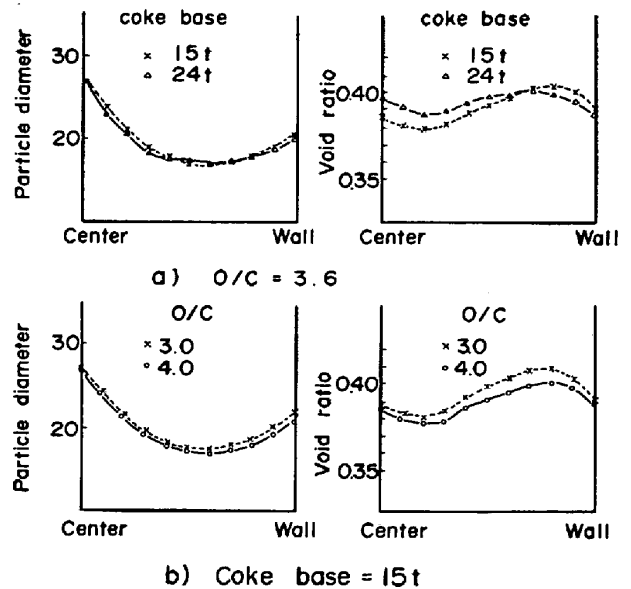 coke base
× 15t
△ 24t
Particle diameter
30
20
Center Wall
coke base
× 15t
△ 24t
Void ratio
0.40
0.35
Center Wall
a) O/C = 3.6
O/C
× 3.0
○ 4.0
Particle diameter
30
20
Center Wall
O/C
× 3.0
○ 4.0
Void ratio
0.40
0.35
Center Wall
b) Coke base = 15t